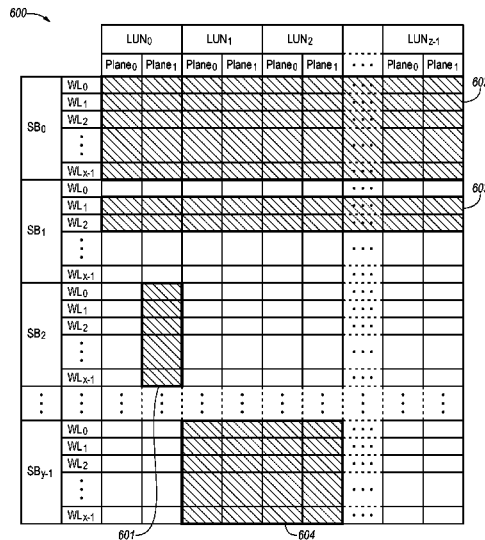 600
LUN0 LUN1 LUN2 ... LUNz-1
Plane0 Plane1 Plane0 Plane1 Plane0 Plane1 ... Plane0 Plane1
SB0
WL0
WL1
WL2
WLx-1
SB1
WL0
WL1
WL2
WLx-1
SB2
WL0
WL1
WL2
WLx-1
SBy-1
WL0
WL1
WL2
WLx-1
601
604